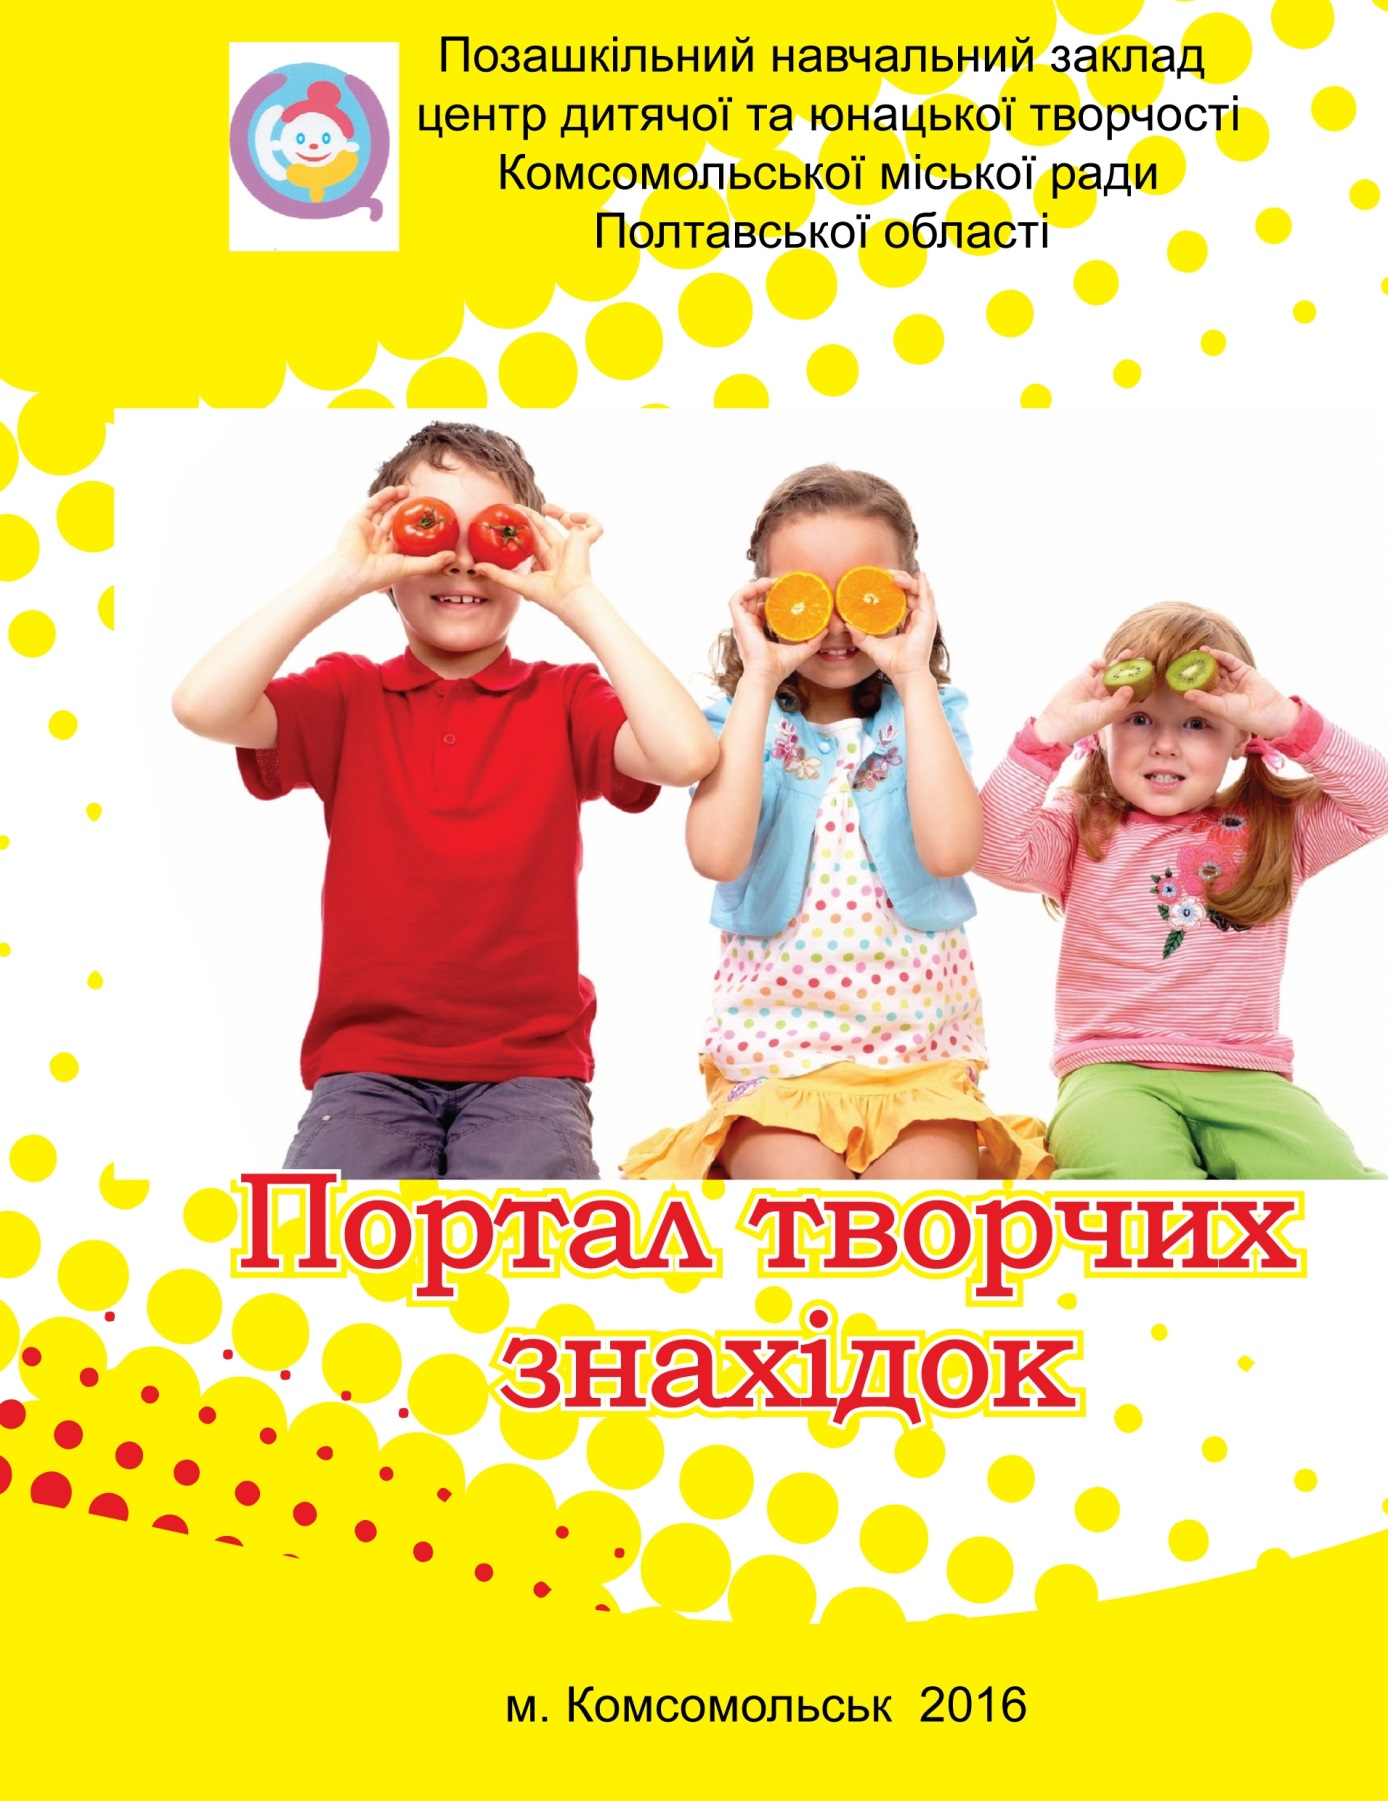 Позашкільний навчальний заклад
центр дитячої та юнацької творчості
Комсомольської міської ради
Полтавської області
Портал творчих
знахідок
м. Комсомольськ 2016